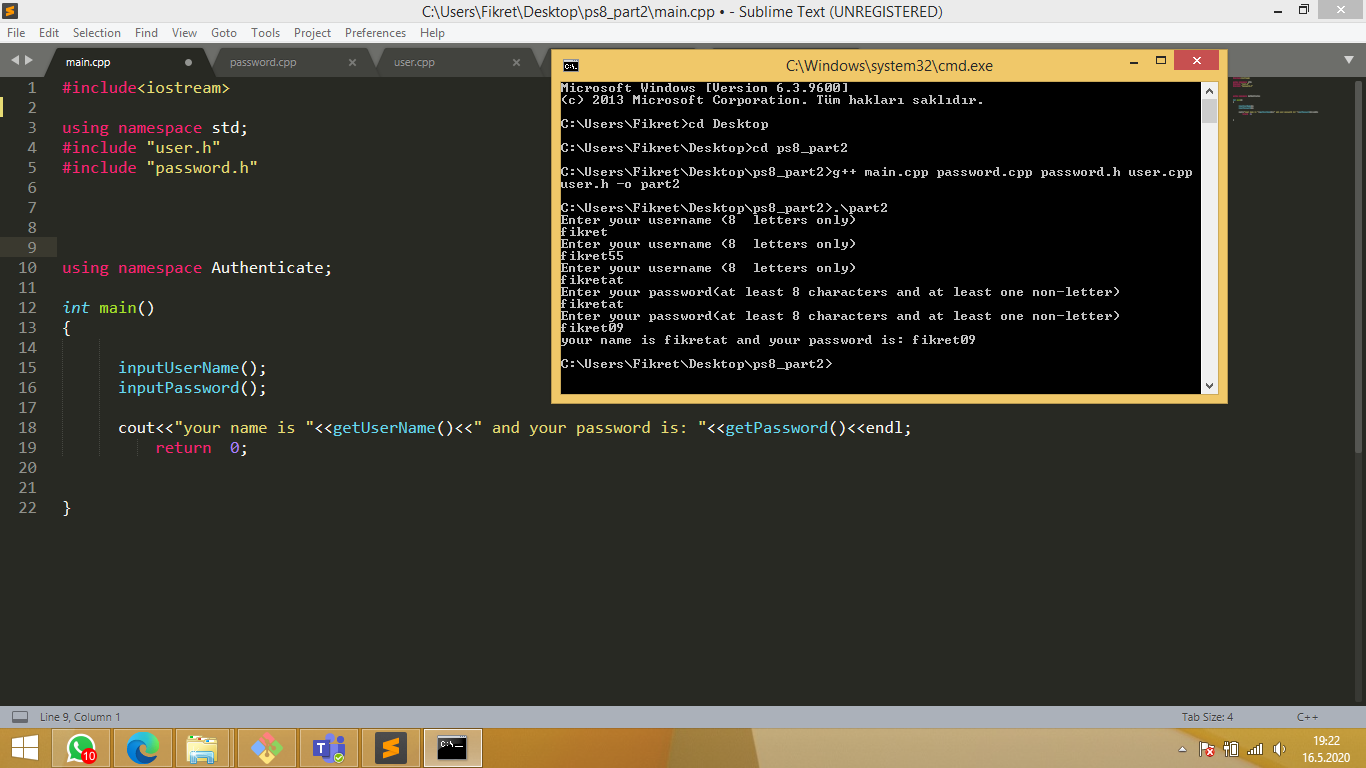 C:\Users\Fikret\Desktop\ps8_part2\main.cpp • - Sublime Text (UNREGISTERED)
File Edit Selection Find View Goto Tools Project Preferences Help
main.cpp password.cpp user.cpp
1 #include<iostream>
2
3 using namespace std;
4 #include "user.h"
5 #include "password.h"
6
7
8
9
10 using namespace Authenticate;
11
12 int main()
13 {
14
15 inputUserName();
16 inputPassword();
17
18 cout<<"your name is "<<getUserName()<<" and your password is: "<<getPassword()<<endl;
19 return 0;
20
21
22 }
C:\Windows\system32\cmd.exe
Microsoft Windows [Version 6.3.9600]
(c) 2013 Microsoft Corporation. Tüm hakları saklıdır.
C:\Users\Fikret>cd Desktop
C:\Users\Fikret\Desktop>cd ps8_part2
C:\Users\Fikret\Desktop\ps8_part2>g++ main.cpp password.cpp password.h user.cpp
user.h -o part2
C:\Users\Fikret\Desktop\ps8_part2>.\part2
Enter your username (8  letters only)
fikret
Enter your username (8  letters only)
fikret55
Enter your username (8  letters only)
fikretat
Enter your password(at least 8 characters and at least one non-letter)
fikretat
Enter your password(at least 8 characters and at least one non-letter)
fikret09
your name is fikretat and your password is: fikret09
C:\Users\Fikret\Desktop\ps8_part2>
Line 9, Column 1 Tab Size: 4 C++
10
19:22
16.5.2020